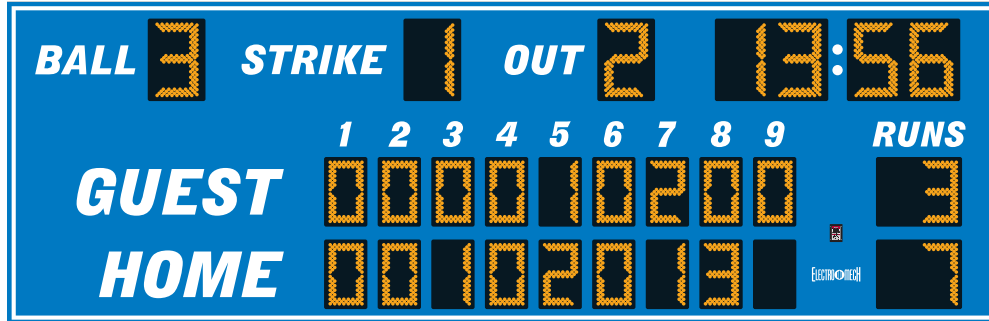 BALL 3 STRIKE 1 OUT 2 13:56
1 2 3 4 5 6 7 8 9 RUNS
GUEST 0 0 0 0 1 0 2 0 0 3
HOME 0 0 1 0 2 0 1 3 7
ELECTRO-MECH